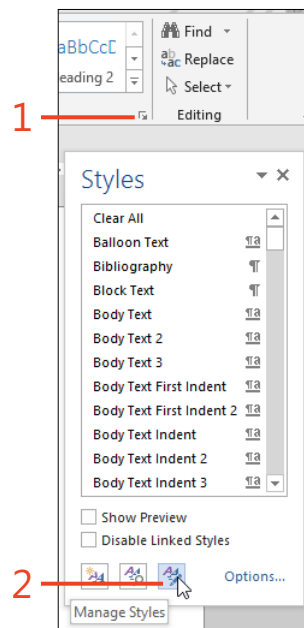 Find
aBbCcD
ab
ac Replace
eading 2
Select
1
Editing
Styles
Clear All
Balloon Text ¶a
Bibliography ¶
Block Text ¶
Body Text ¶a
Body Text 2 ¶a
Body Text 3 ¶a
Body Text First Indent ¶a
Body Text First Indent 2 ¶a
Body Text Indent ¶a
Body Text Indent 2 ¶a
Body Text Indent 3 ¶a
Show Preview
Disable Linked Styles
2
Options...
Manage Styles